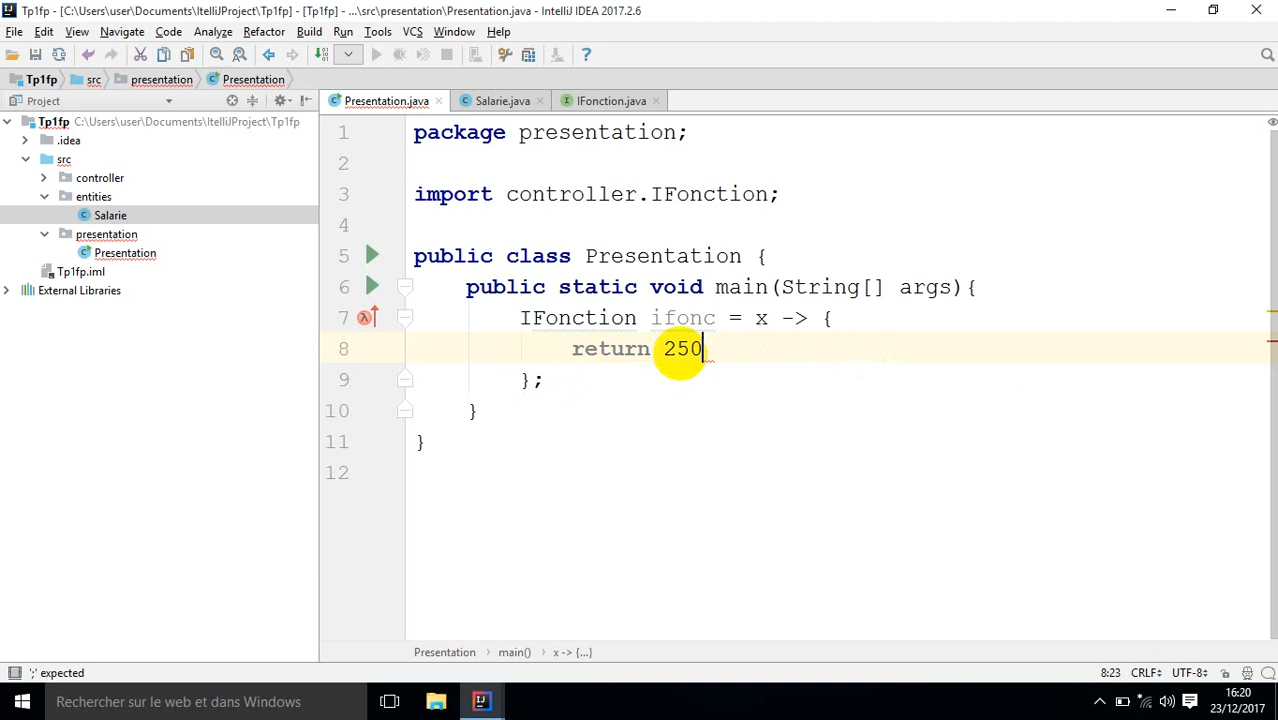 Tp1fp - [C:\Users\user\Documents\ItelliJProject\Tp1fp] - [Tp1fp] - ...\src\presentation\Presentation.java - IntelliJ IDEA 2017.2.6
File Edit View Navigate Code Analyze Refactor Build Run Tools VCS Window Help
Tp1fp src presentation Presentation
Project
Presentation.java Salarie.java IFonction.java
Tp1fp C:\Users\user\Documents\ItelliJProject\Tp1fp
.idea
src
controller
entities
Salarie
presentation
Presentation
Tp1fp.iml
External Libraries
1 package presentation;
2
3 import controller.IFonction;
4
5 public class Presentation {
6 public static void main(String[] args){
7 IFonction ifonc = x -> {
8 return 250
9 };
10 }
11 }
12
Presentation main() x -> {...}
';' expected 8:23 CRLF UTF-8
Rechercher sur le web et dans Windows
16:20
23/12/2017